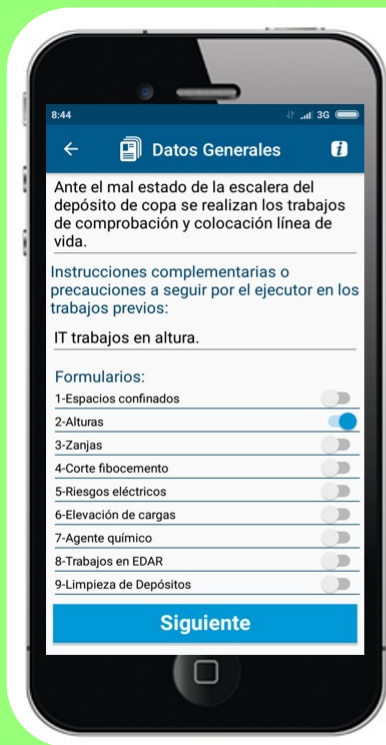 8:44
3G
Datos Generales
i
Ante el mal estado de la escalera del
depósito de copa se realizan los trabajos
de comprobación y colocación línea de
vida.
Instrucciones complementarias o
precauciones a seguir por el ejecutor en los
trabajos previos:
IT trabajos en altura.
Formularios:
1-Espacios confinados
2-Alturas
3-Zanjas
4-Corte fibocemento
5-Riesgos eléctricos
6-Elevación de cargas
7-Agente químico
8-Trabajos en EDAR
9-Limpieza de Depósitos
Siguiente